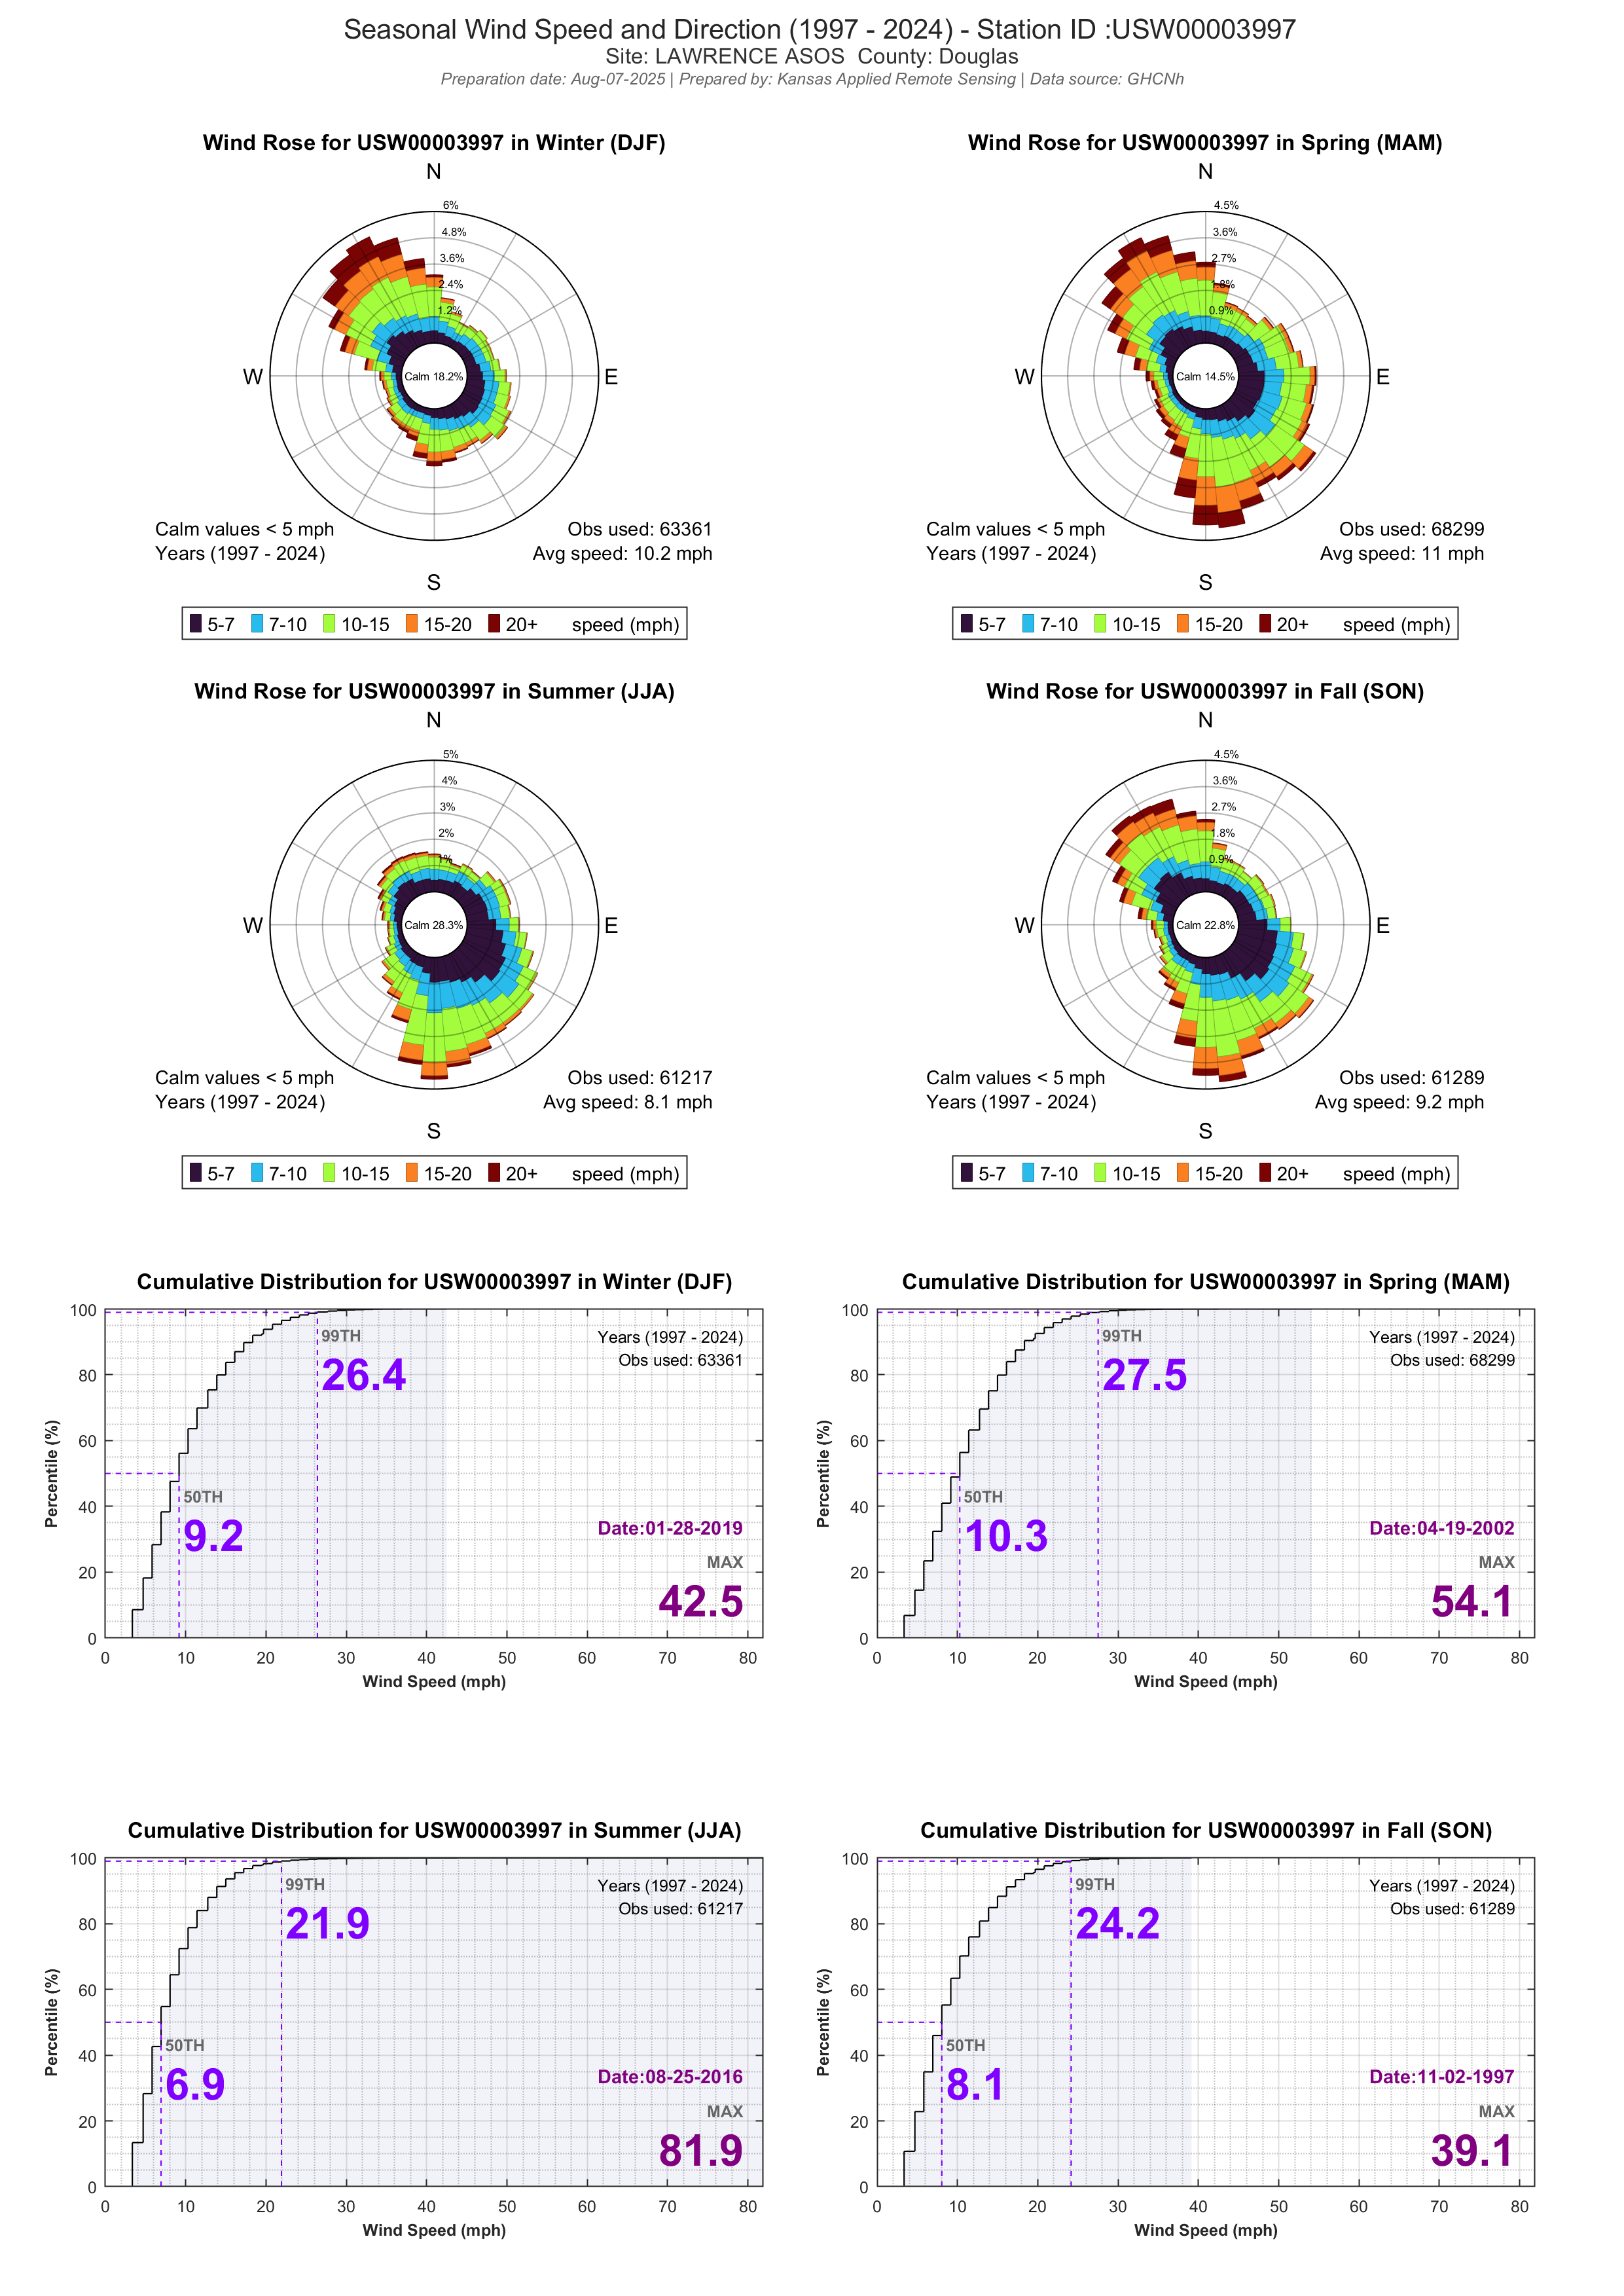 Seasonal Wind Speed and Direction (1997 - 2024) - Station ID :USW00003997
Site: LAWRENCE ASOS  County: Douglas
Preparation date: Aug-07-2025 | Prepared by: Kansas Applied Remote Sensing | Data source: GHCNh
Wind Rose for USW00003997 in Winter (DJF)
N
6%
4.8%
3.6%
2.4%
1.2%
W
Calm 18.2%
E
Calm values < 5 mph
Years (1997 - 2024)
Obs used: 63361
Avg speed: 10.2 mph
S
5-7 7-10 10-15 15-20 20+ speed (mph)
Wind Rose for USW00003997 in Spring (MAM)
N
4.5%
3.6%
2.7%
1.8%
0.9%
W
Calm 14.5%
E
Calm values < 5 mph
Years (1997 - 2024)
Obs used: 68299
Avg speed: 11 mph
S
5-7 7-10 10-15 15-20 20+ speed (mph)
Wind Rose for USW00003997 in Summer (JJA)
N
5%
4%
3%
2%
1%
W
Calm 28.3%
E
Calm values < 5 mph
Years (1997 - 2024)
Obs used: 61217
Avg speed: 8.1 mph
S
5-7 7-10 10-15 15-20 20+ speed (mph)
Wind Rose for USW00003997 in Fall (SON)
N
4.5%
3.6%
2.7%
1.8%
0.9%
W
Calm 22.8%
E
Calm values < 5 mph
Years (1997 - 2024)
Obs used: 61289
Avg speed: 9.2 mph
S
5-7 7-10 10-15 15-20 20+ speed (mph)
Cumulative Distribution for USW00003997 in Winter (DJF)
100
80
60
40
20
0
Percentile (%)
99TH
26.4
Years (1997 - 2024)
Obs used: 63361
50TH
9.2
Date:01-28-2019
MAX
42.5
0 10 20 30 40 50 60 70 80
Wind Speed (mph)
Cumulative Distribution for USW00003997 in Spring (MAM)
100
80
60
40
20
0
Percentile (%)
99TH
27.5
Years (1997 - 2024)
Obs used: 68299
50TH
10.3
Date:04-19-2002
MAX
54.1
0 10 20 30 40 50 60 70 80
Wind Speed (mph)
Cumulative Distribution for USW00003997 in Summer (JJA)
100
80
60
40
20
0
Percentile (%)
99TH
21.9
Years (1997 - 2024)
Obs used: 61217
50TH
6.9
Date:08-25-2016
MAX
81.9
0 10 20 30 40 50 60 70 80
Wind Speed (mph)
Cumulative Distribution for USW00003997 in Fall (SON)
100
80
60
40
20
0
Percentile (%)
99TH
24.2
Years (1997 - 2024)
Obs used: 61289
50TH
8.1
Date:11-02-1997
MAX
39.1
0 10 20 30 40 50 60 70 80
Wind Speed (mph)